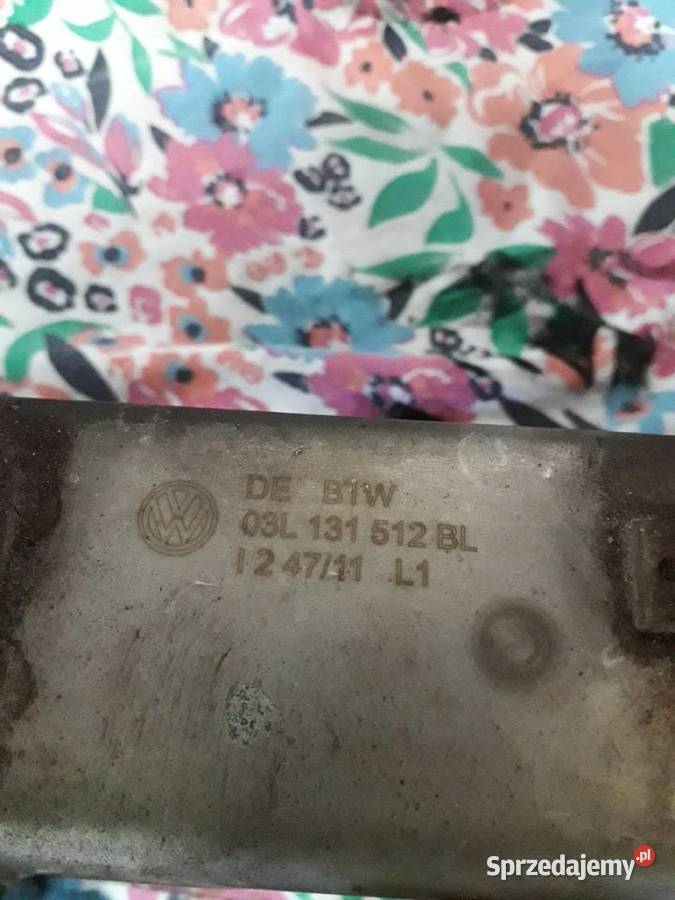 DE B1W
03L 131 512 BL
I 2 47/11 L1
Sprzedajemy.pl